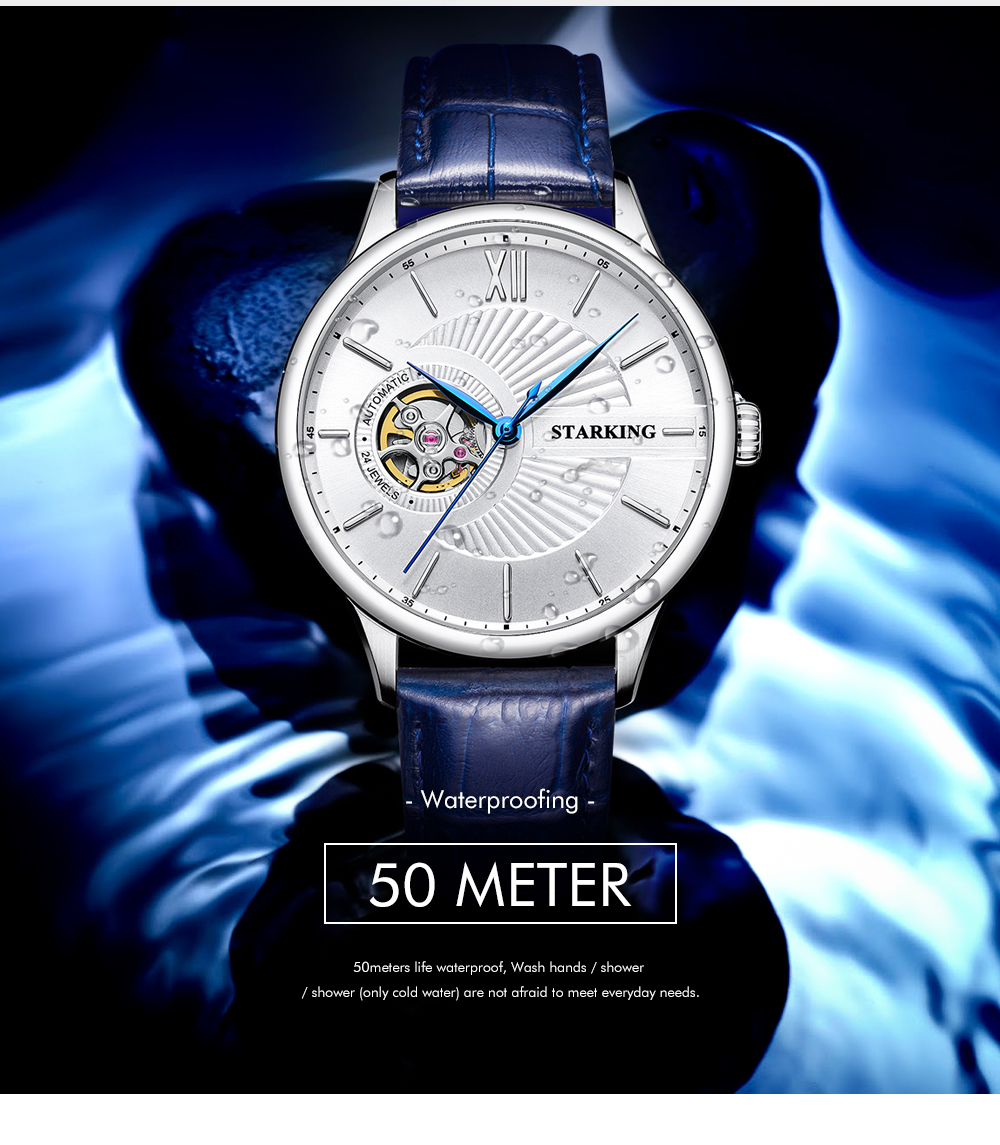 XII
55
05
AUTOMATIC
STARKING
45
15
24 JEWELS
35
25
- Waterproofing -
50 METER
50meters life waterproof, Wash hands / shower
/ shower (only cold water) are not afraid to meet everyday needs.